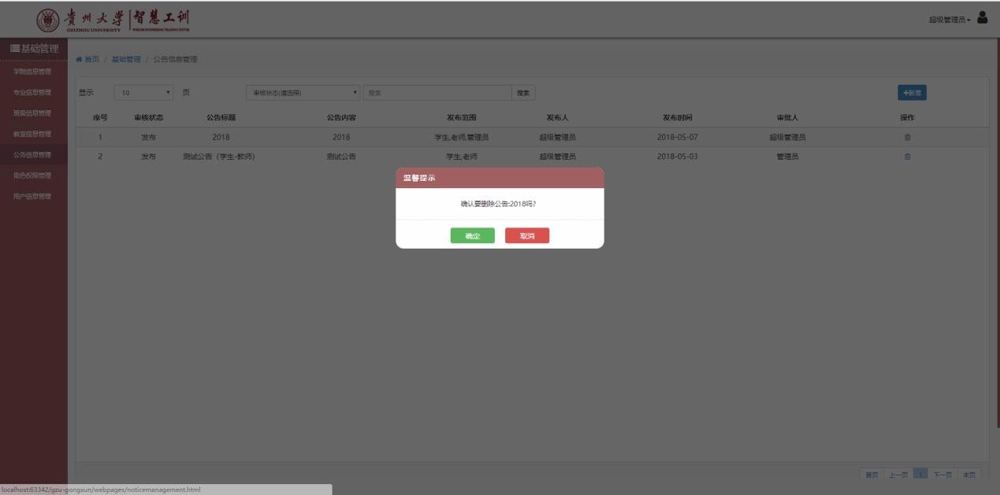 贵州大学 智慧工训
GUIZHOU UNIVERSITY WISDOM ENGINEERING TRAINING CENTER
超级管理员
基础管理
学院信息管理
专业信息管理
班级信息管理
教室信息管理
公告信息管理
角色权限管理
用户信息管理
首页 / 基础管理 / 公告信息管理
显示 10 页 审核状态(请选择) 搜索 搜索 +新增
序号 审核状态 公告标题 公告内容 发布范围 发布人 发布时间 审批人 操作
1 发布 2018 2018 学生,老师,管理员 超级管理员 2018-05-07 超级管理员
2 发布 测试公告（学生-教师） 测试公告 学生,老师 超级管理员 2018-05-03 管理员
温馨提示
确认要删除公告:2018吗?
确定 取消
首页 上一页 1 下一页 末页
localhost:63342/gzu-gongxun/webpages/noticemanagement.html